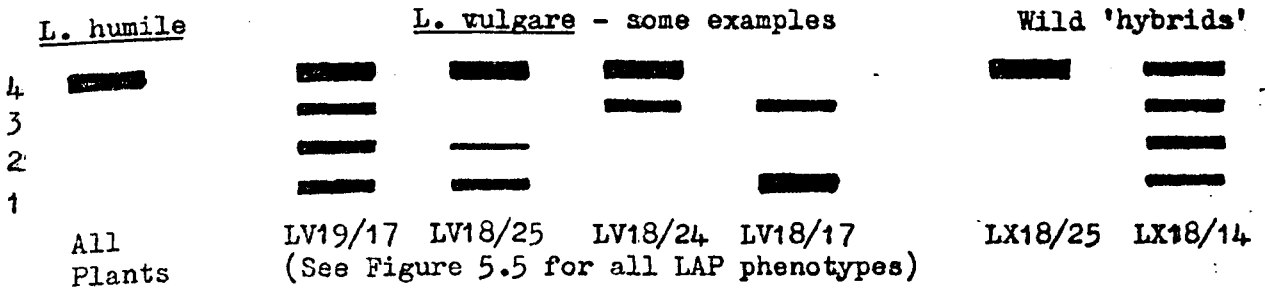 L. humile L. vulgare - some examples Wild 'hybrids'
4
3
2
1
All LV19/17 LV18/25 LV18/24 LV18/17 LX18/25 LX18/14
Plants (See Figure 5.5 for all LAP phenotypes)